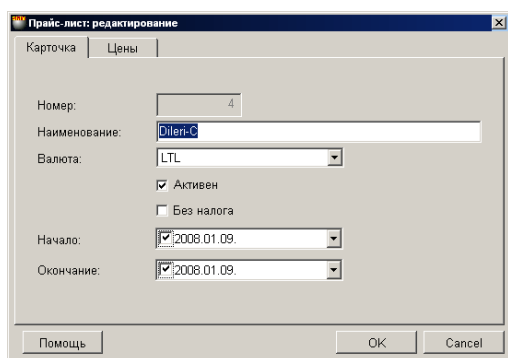 Прайс-лист: редактирование
Карточка Цены
Номер: 4
Наименование: Dileri-C
Валюта: LTL
Активен
Без налога
Начало: 2008.01.09.
Окончание: 2008.01.09.
Помощь OK Cancel